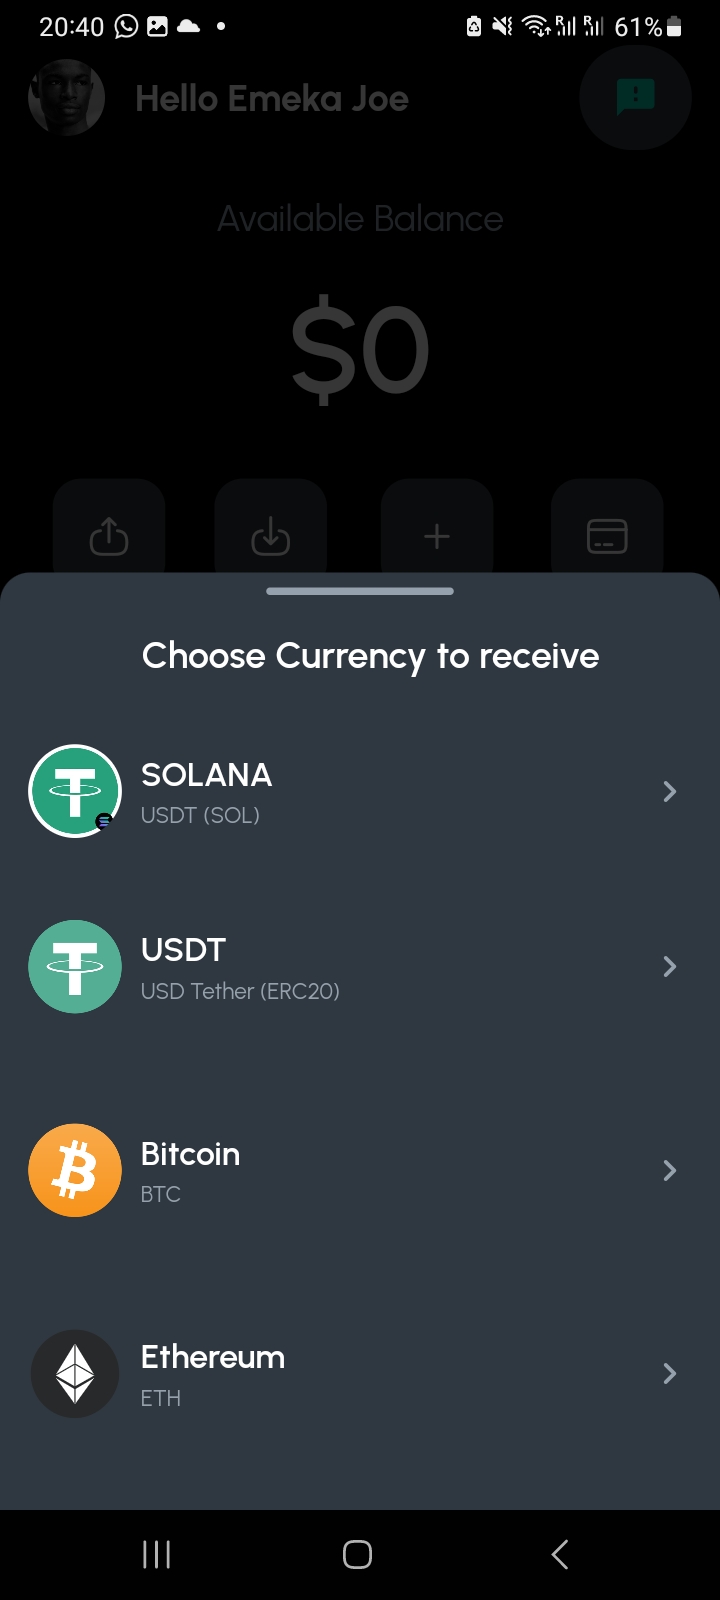 20:40
61%
Hello Emeka Joe
Available Balance
$0
Choose Currency to receive
SOLANA
USDT (SOL)
USDT
USD Tether (ERC20)
Bitcoin
BTC
Ethereum
ETH